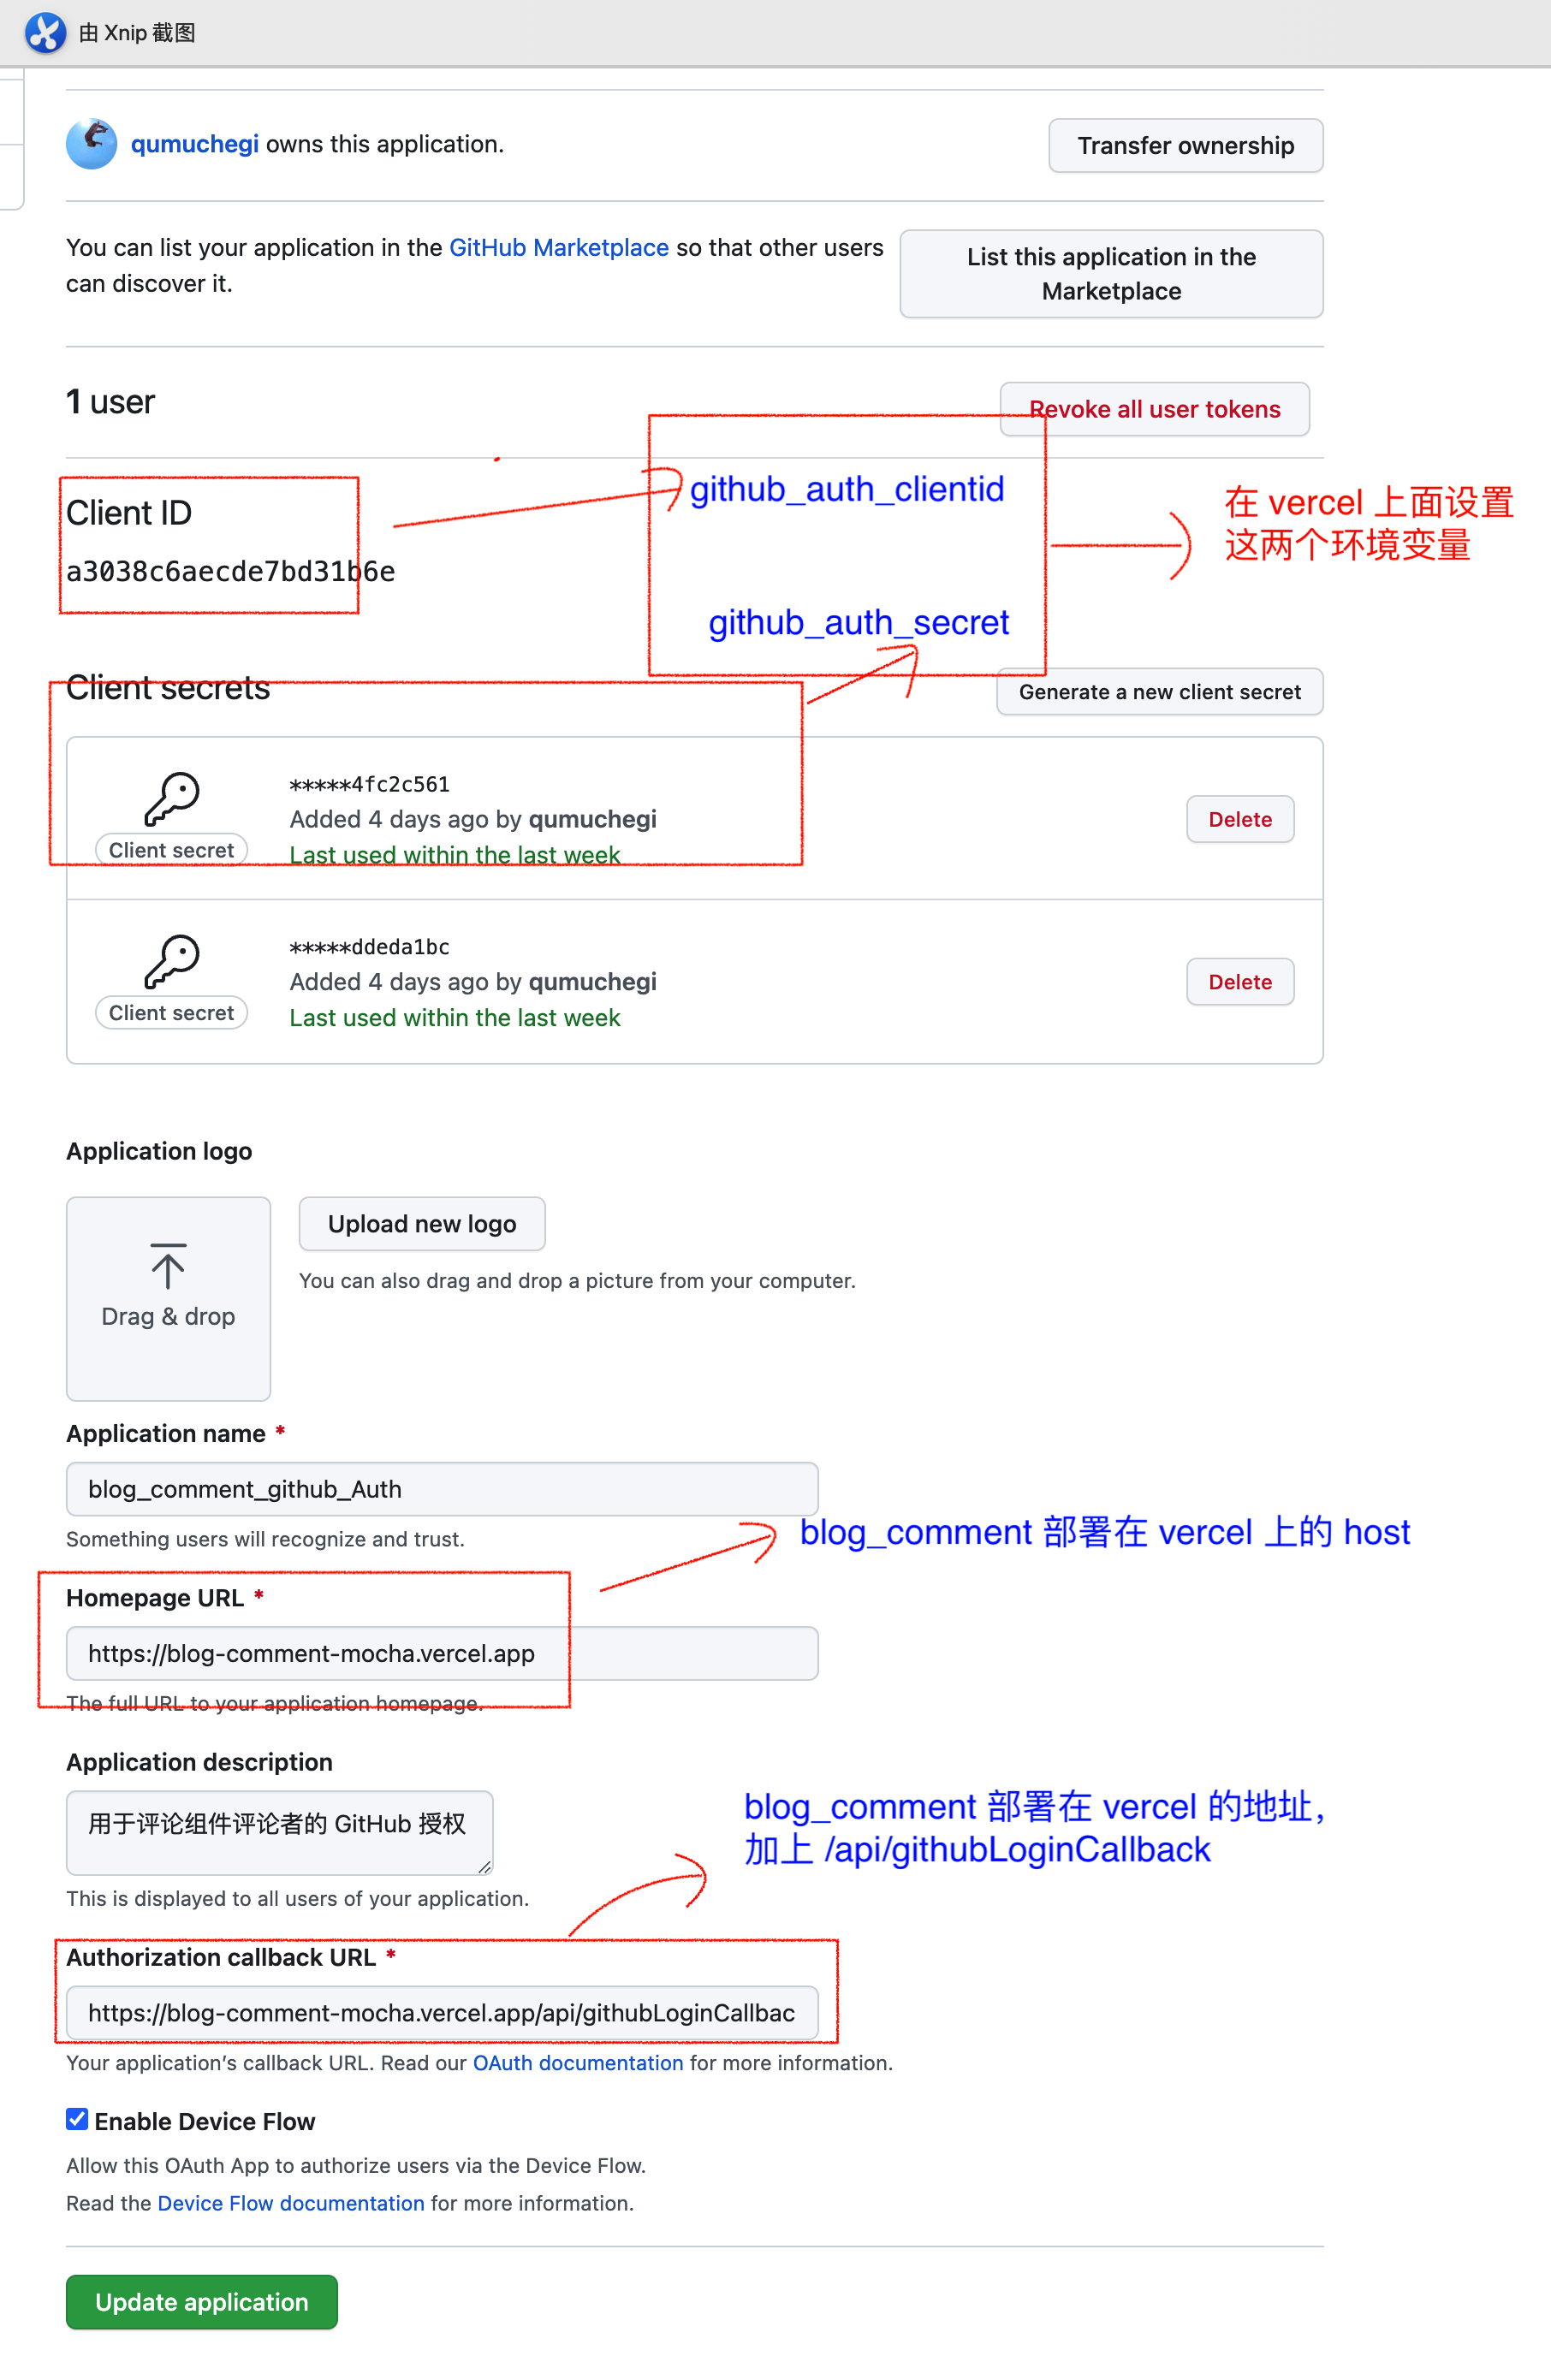 由 Xnip 截图
qumuchegi owns this application.
Transfer ownership
You can list your application in the GitHub Marketplace so that other users
can discover it.
List this application in the
Marketplace
1 user
Revoke all user tokens
Client ID
github_auth_clientid
在 vercel 上面设置
这两个环境变量
a3038c6aecde7bd31b6e
github_auth_secret
Client secrets
Generate a new client secret
*****4fc2c561
Added 4 days ago by qumuchegi
Last used within the last week
Client secret
Delete
*****ddeda1bc
Added 4 days ago by qumuchegi
Last used within the last week
Client secret
Delete
Application logo
Drag & drop
Upload new logo
You can also drag and drop a picture from your computer.
Application name *
blog_comment_github_Auth
Something users will recognize and trust.
blog_comment 部署在 vercel 上的 host
Homepage URL *
https://blog-comment-mocha.vercel.app
The full URL to your application homepage.
Application description
用于评论组件评论者的 GitHub 授权
This is displayed to all users of your application.
blog_comment 部署在 vercel 的地址，
加上 /api/githubLoginCallback
Authorization callback URL *
https://blog-comment-mocha.vercel.app/api/githubLoginCallbac
Your application’s callback URL. Read our OAuth documentation for more information.
Enable Device Flow
Allow this OAuth App to authorize users via the Device Flow.
Read the Device Flow documentation for more information.
Update application